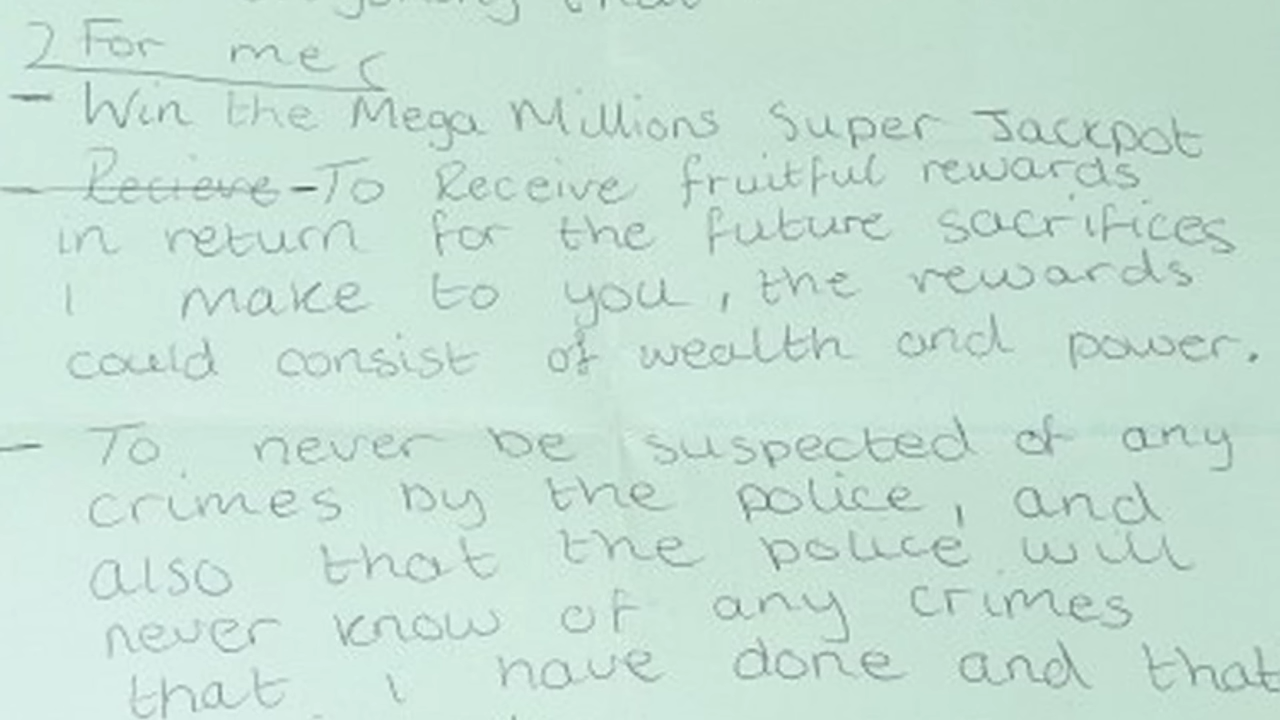 that
2 For me
- Win the Mega Millions Super Jackpot
- Recieve - To Receive fruitful rewards
in return for the future sacrifices
I make to you, the rewards
could consist of wealth and power.
- To never be suspected of any
crimes by the police, and
also that the police will
never know of any crimes
that I have done and that